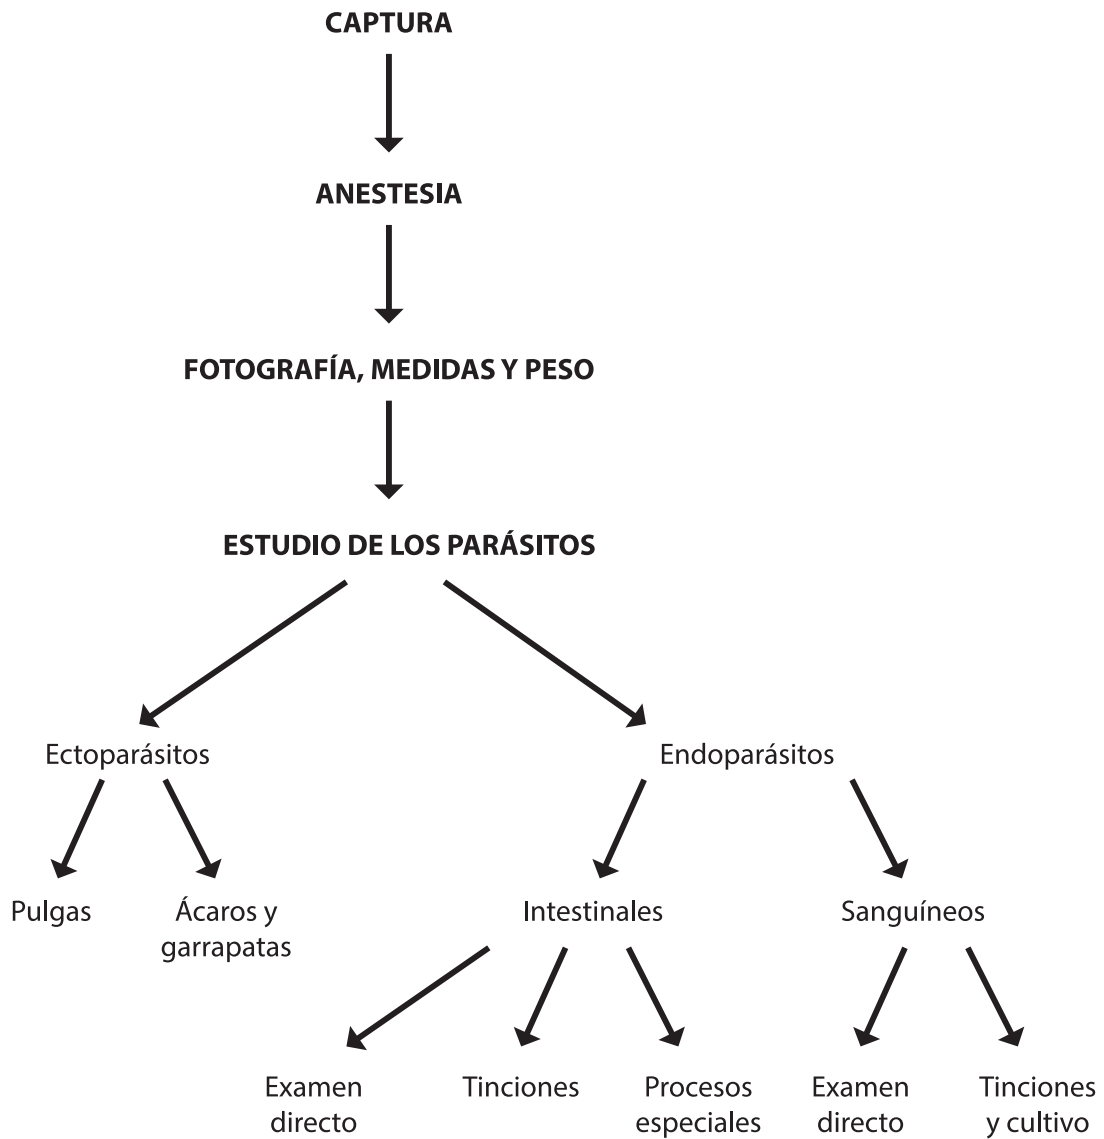 CAPTURA
ANESTESIA
FOTOGRAFÍA, MEDIDAS Y PESO
ESTUDIO DE LOS PARÁSITOS
Ectoparásitos
Endoparásitos
Pulgas
Ácaros y
garrapatas
Intestinales
Sanguíneos
Examen
directo
Tinciones
Procesos
especiales
Examen
directo
Tinciones
y cultivo